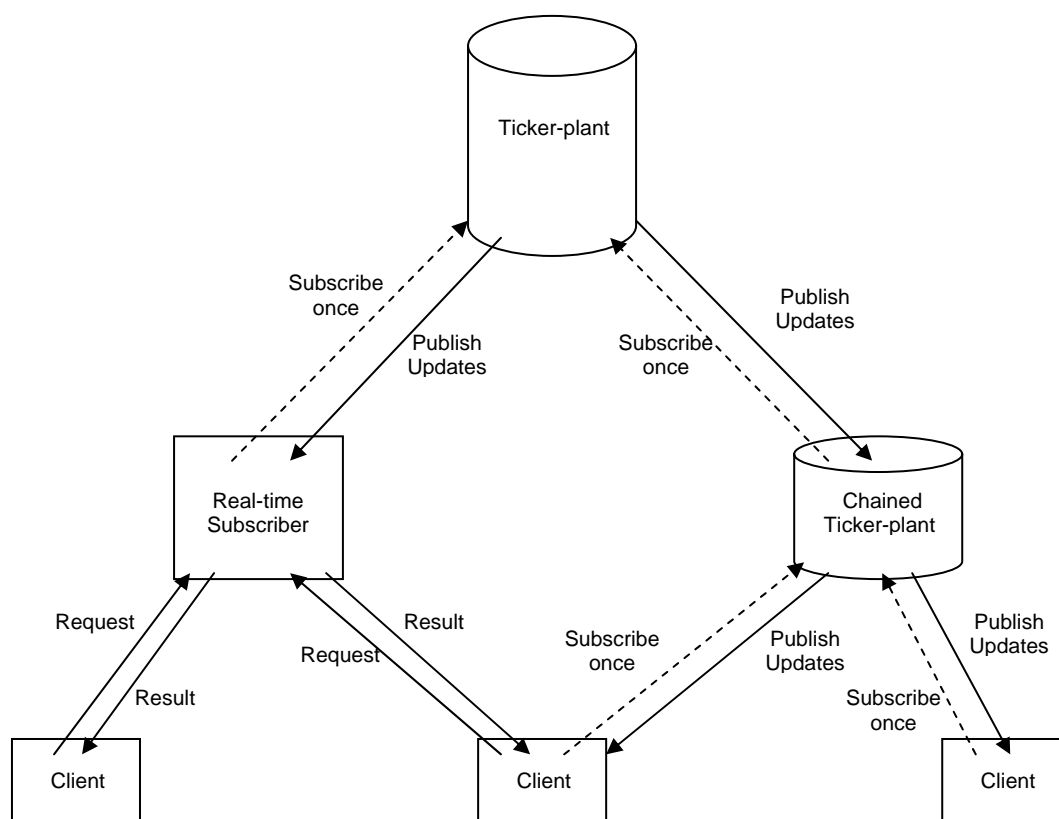 Ticker-plant
Subscribe
once
Publish
Updates
Subscribe
once
Publish
Updates
Real-time
Subscriber
Chained
Ticker-plant
Request
Result
Result
Request
Subscribe
once
Publish
Updates
Publish
Updates
Subscribe
once
Client
Client
Client